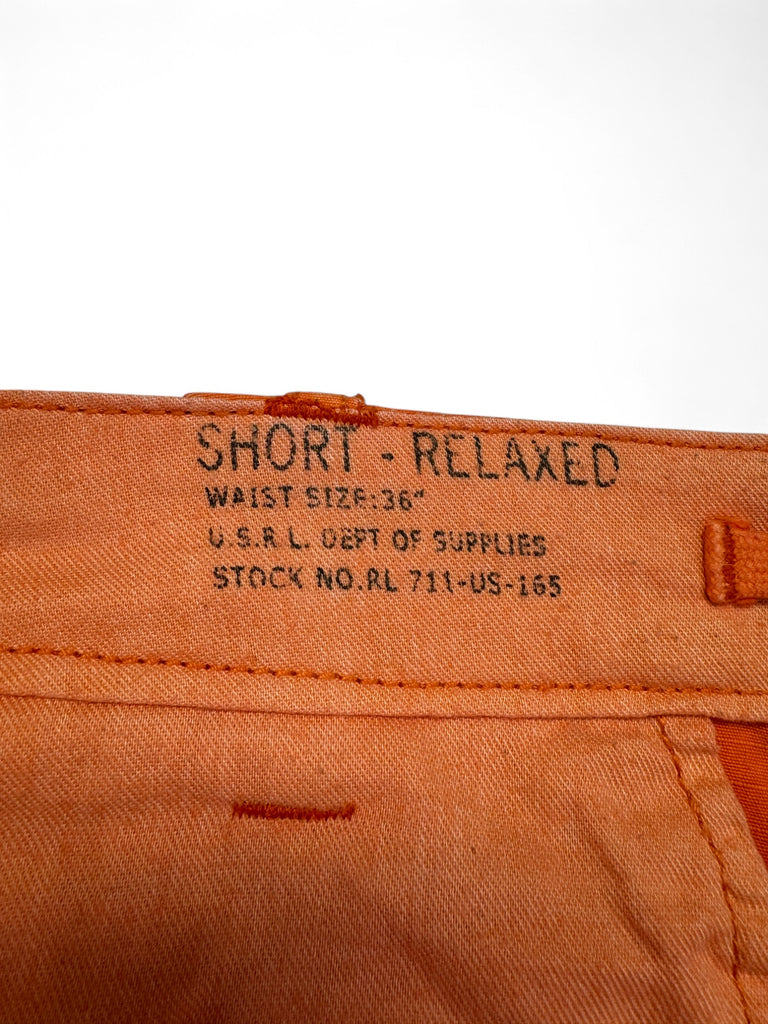 SHORT - RELAXED
WAIST SIZE:36"
U.S.R L. DEPT OF SUPPLIES
STOCK NO.RL 711-US-165